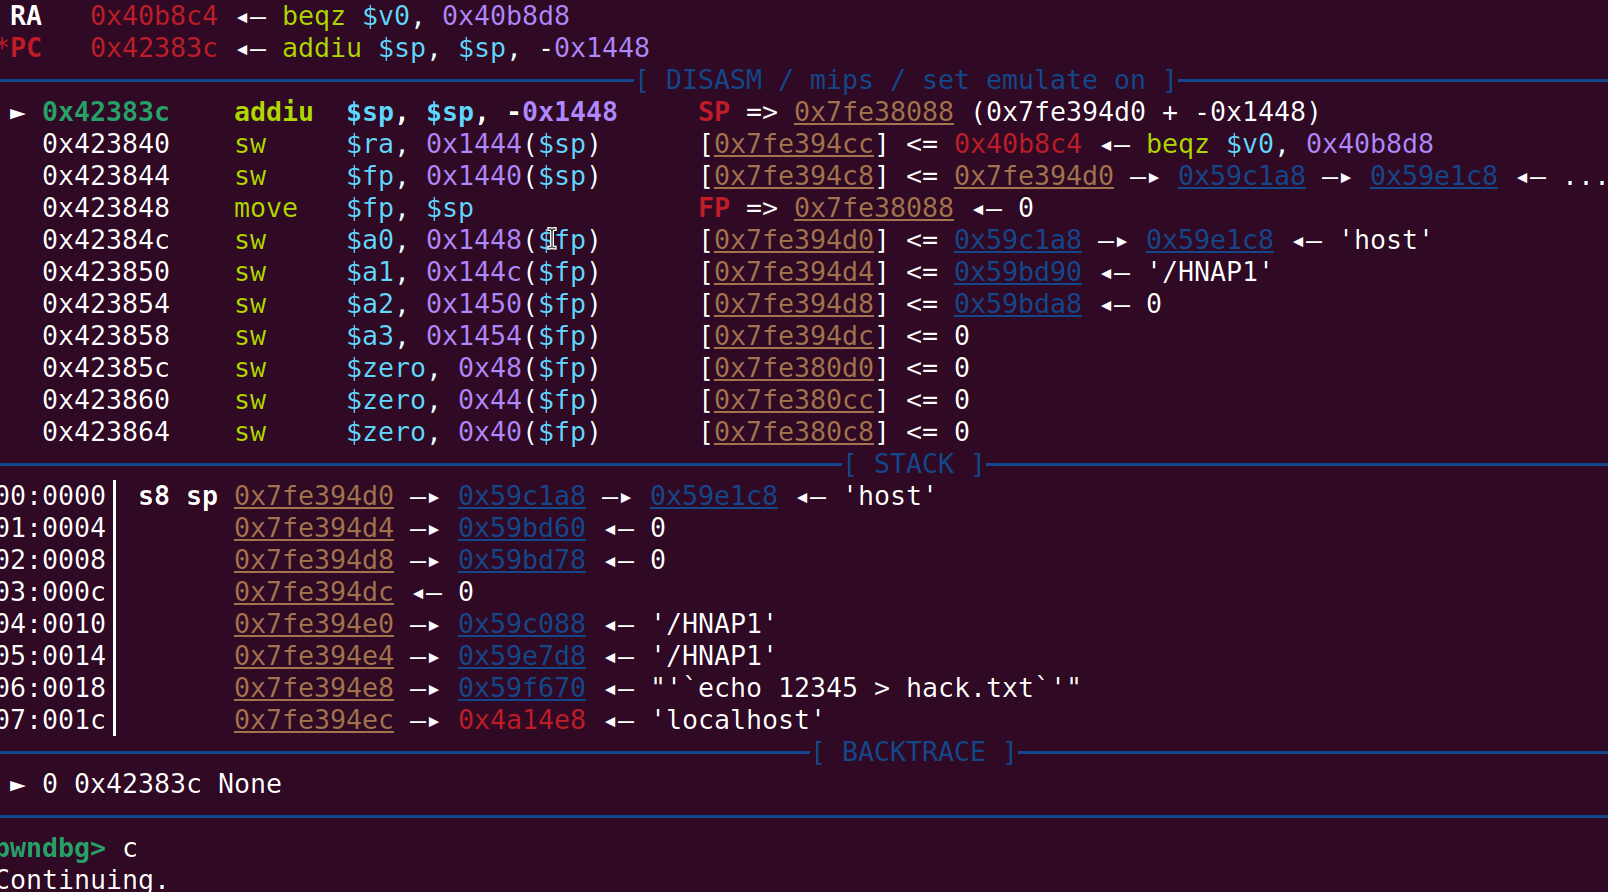 RA 0x40b8c4 ◂— beqz $v0, 0x40b8d8
*PC 0x42383c ◂— addiu $sp, $sp, -0x1448
[ DISASM / mips / set emulate on ]
► 0x42383c addiu $sp, $sp, -0x1448 SP => 0x7fe38088 (0x7fe394d0 + -0x1448)
0x423840 sw $ra, 0x1444($sp) [0x7fe394cc] <= 0x40b8c4 ◂— beqz $v0, 0x40b8d8
0x423844 sw $fp, 0x1440($sp) [0x7fe394c8] <= 0x7fe394d0 —▸ 0x59c1a8 —▸ 0x59e1c8 ◂— ...
0x423848 move $fp, $sp FP => 0x7fe38088 ◂— 0
0x42384c sw $a0, 0x1448($fp) [0x7fe394d0] <= 0x59c1a8 —▸ 0x59e1c8 ◂— 'host'
0x423850 sw $a1, 0x144c($fp) [0x7fe394d4] <= 0x59bd90 ◂— '/HNAP1'
0x423854 sw $a2, 0x1450($fp) [0x7fe394d8] <= 0x59bda8 ◂— 0
0x423858 sw $a3, 0x1454($fp) [0x7fe394dc] <= 0
0x42385c sw $zero, 0x48($fp) [0x7fe380d0] <= 0
0x423860 sw $zero, 0x44($fp) [0x7fe380cc] <= 0
0x423864 sw $zero, 0x40($fp) [0x7fe380c8] <= 0
[ STACK ]
00:0000│ s8 sp 0x7fe394d0 —▸ 0x59c1a8 —▸ 0x59e1c8 ◂— 'host'
01:0004│ 0x7fe394d4 —▸ 0x59bd60 ◂— 0
02:0008│ 0x7fe394d8 —▸ 0x59bd78 ◂— 0
03:000c│ 0x7fe394dc ◂— 0
04:0010│ 0x7fe394e0 —▸ 0x59c088 ◂— '/HNAP1'
05:0014│ 0x7fe394e4 —▸ 0x59e7d8 ◂— '/HNAP1'
06:0018│ 0x7fe394e8 —▸ 0x59f670 ◂— "'`echo 12345 > hack.txt`'"
07:001c│ 0x7fe394ec —▸ 0x4a14e8 ◂— 'localhost'
[ BACKTRACE ]
► 0 0x42383c None
pwndbg> c
Continuing.